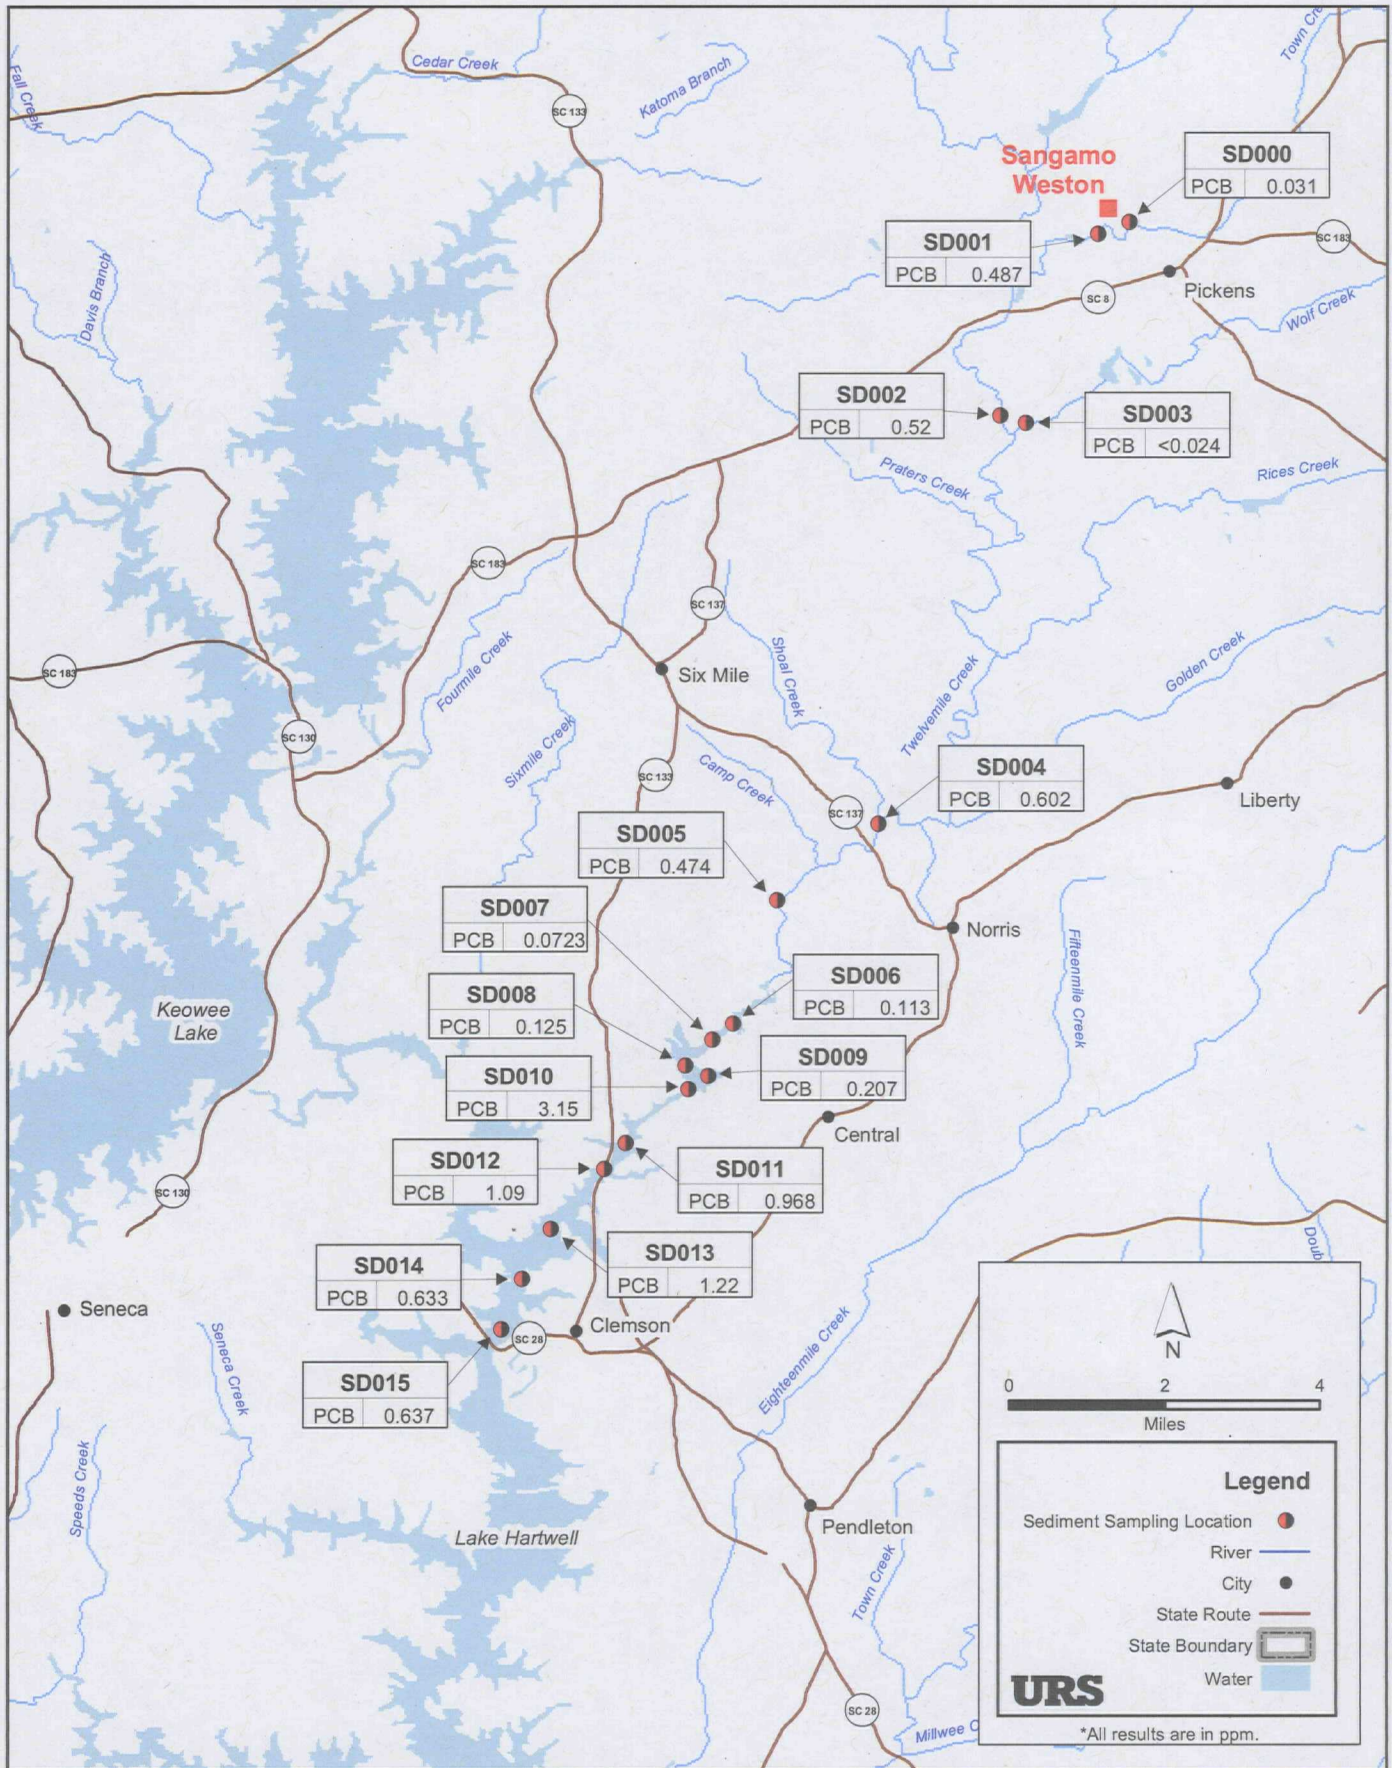 Fall Creek
Cedar Creek
Katoma Branch
Town Cre
SC 133
Sangamo
Weston
SD000
PCB 0.031
SD001
PCB 0.487
SC 183
Davis Branch
SC 8
Pickens
Wolf Creek
SD002
PCB 0.52
SD003
PCB <0.024
Praters Creek
Rices Creek
SC 183
SC 137
Fourmile Creek
Shoal Creek
Golden Creek
SC 183
Six Mile
Twelvemile Creek
SC 130
Sixmile Creek
SC 133
Camp Creek
SC 137
SD004
PCB 0.602
Liberty
SD005
PCB 0.474
SD007
PCB 0.0723
Norris
Fifteenmile Creek
SD006
PCB 0.113
SD008
PCB 0.125
Keowee
Lake
SD009
PCB 0.207
SD010
PCB 3.15
Central
SD012
PCB 1.09
SD011
PCB 0.968
SC 130
SD013
PCB 1.22
Doub
SD014
PCB 0.633
Seneca
Clemson
SC 28
Seneca Creek
SD015
PCB 0.637
Eighteenmile Creek
Speeds Creek
Lake Hartwell
Pendleton
Town Creek
SC 28
Millwee C
N
0 2 4
Miles
Legend
Sediment Sampling Location
River
City
State Route
State Boundary
Water
URS
*All results are in ppm.